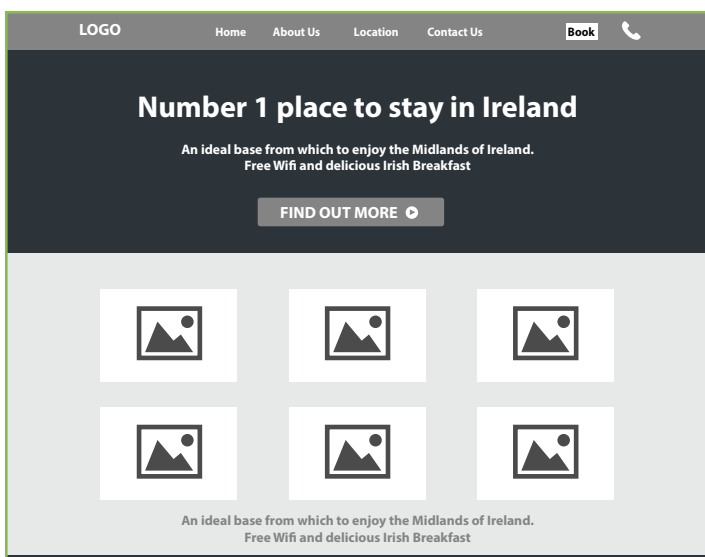 LOGO Home About Us Location Contact Us Book
Number 1 place to stay in Ireland
An ideal base from which to enjoy the Midlands of Ireland.
Free Wifi and delicious Irish Breakfast
FIND OUT MORE
An ideal base from which to enjoy the Midlands of Ireland.
Free Wifi and delicious Irish Breakfast